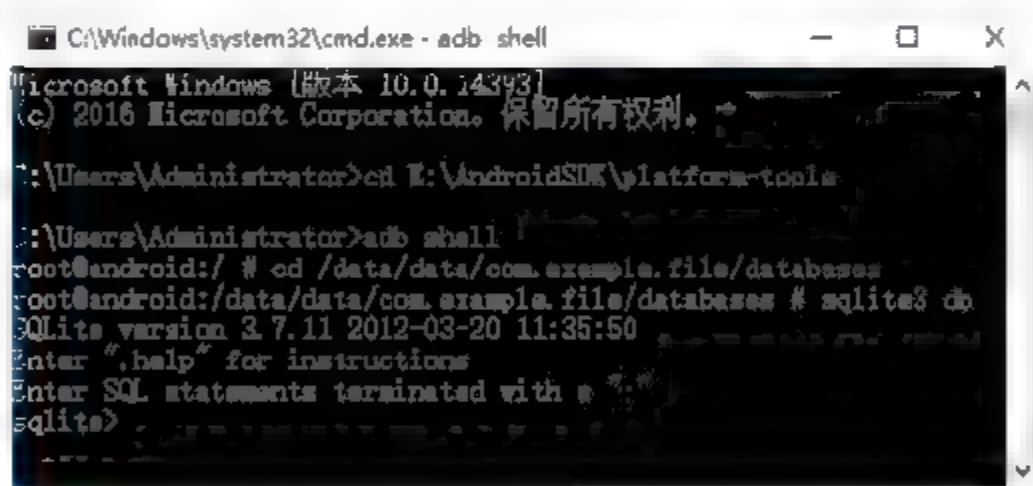 C:\Windows\system32\cmd.exe - adb shell
Microsoft Windows [版本 10.0.14393]
(c) 2016 Microsoft Corporation。保留所有权利。
C:\Users\Administrator>cd E:\AndroidSDK\platform-tools
C:\Users\Administrator>adb shell
root@android:/ # cd /data/data/com.example.file/databases
root@android:/data/data/com.example.file/databases # sqlite3 db
SQLite version 3.7.11 2012-03-20 11:35:50
Enter ".help" for instructions
Enter SQL statements terminated with a ";"
sqlite>